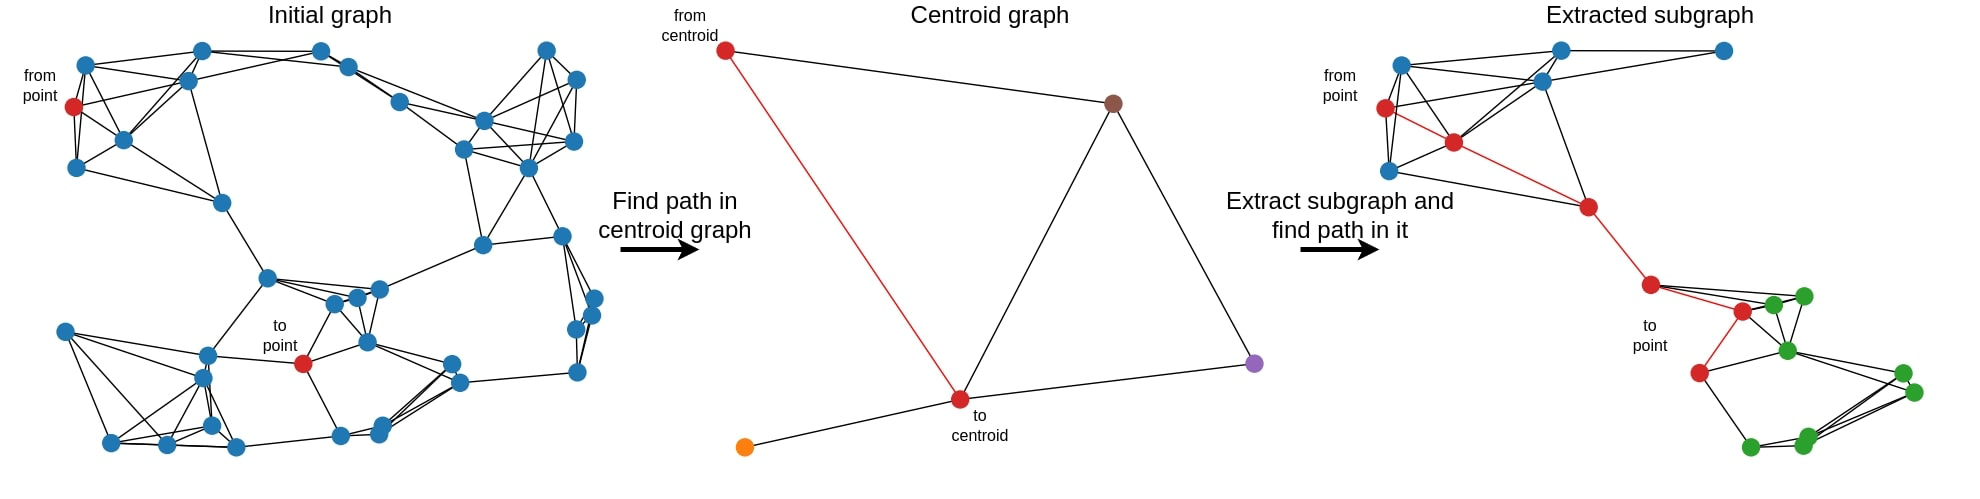 Initial graph
from
point
to
point
Find path in
centroid graph
Centroid graph
from
centroid
to
centroid
Extract subgraph and
find path in it
Extracted subgraph
from
point
to
point